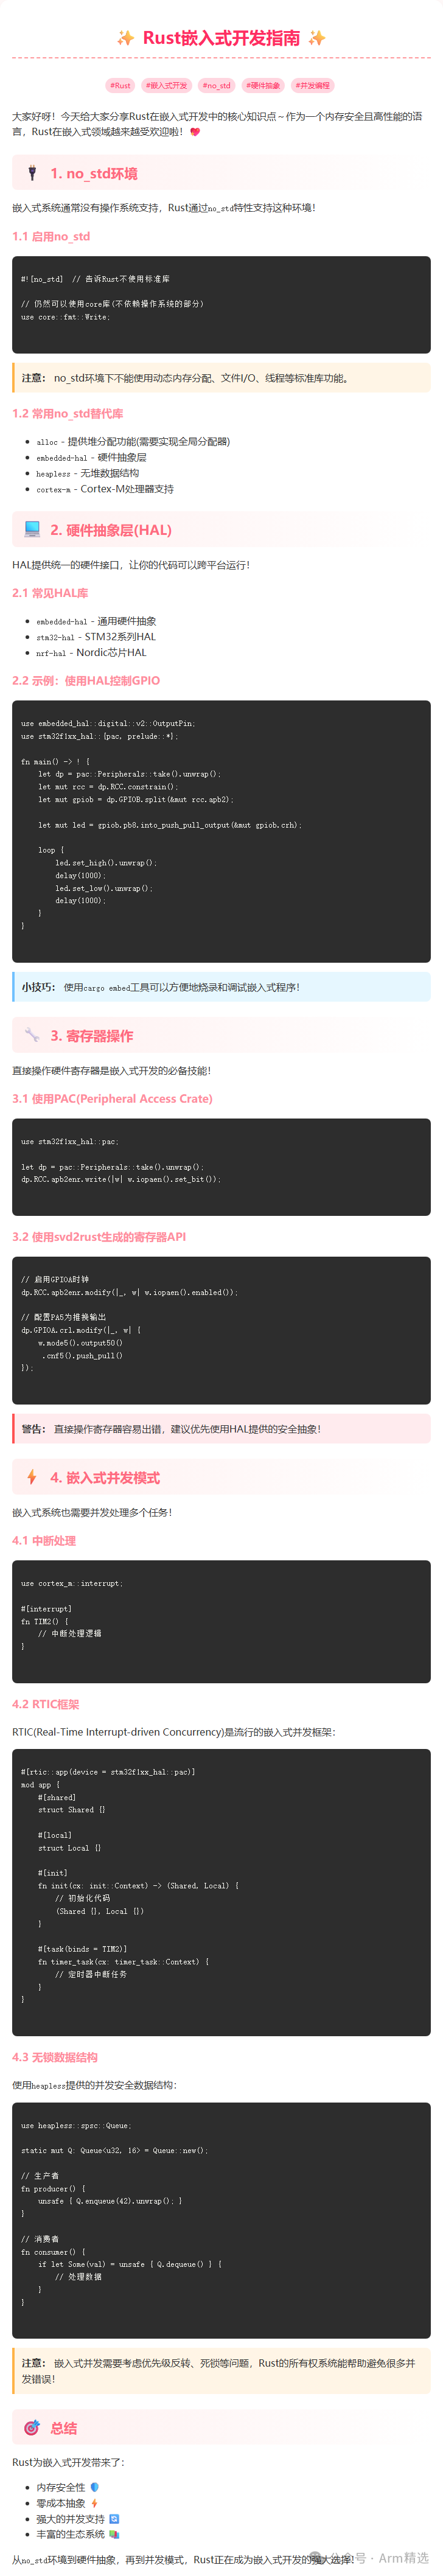 ✨ Rust嵌入式开发指南 ✨
#Rust #嵌入式开发 #no_std #硬件抽象 #并发编程
大家好呀！今天给大家分享Rust在嵌入式开发中的核心知识点～作为一个内存安全且高性能的语
言，Rust在嵌入式领域越来越受欢迎啦！💖
🔌 1. no_std环境
嵌入式系统通常没有操作系统支持，Rust通过no_std特性支持这种环境！
1.1 启用no_std
#![no_std]  // 告诉Rust不使用标准库
// 仍然可以使用core库(不依赖操作系统的部分)
use core::fmt::Write;
注意： no_std环境下不能使用动态内存分配、文件I/O、线程等标准库功能。
1.2 常用no_std替代库
• alloc - 提供堆分配功能(需要实现全局分配器)
• embedded-hal - 硬件抽象层
• heapless - 无堆数据结构
• cortex-m - Cortex-M处理器支持
💻 2. 硬件抽象层(HAL)
HAL提供统一的硬件接口，让你的代码可以跨平台运行！
2.1 常见HAL库
• embedded-hal - 通用硬件抽象
• stm32-hal - STM32系列HAL
• nrf-hal - Nordic芯片HAL
2.2 示例：使用HAL控制GPIO
use embedded_hal::digital::v2::OutputPin;
use stm32f1xx_hal::{pac, prelude::*};
fn main() -> ! {
    let dp = pac::Peripherals::take().unwrap();
    let mut rcc = dp.RCC.constrain();
    let mut gpiob = dp.GPIOB.split(&mut rcc.apb2);
    let mut led = gpiob.pb8.into_push_pull_output(&mut gpiob.crh);
    loop {
        led.set_high().unwrap();
        delay(1000);
        led.set_low().unwrap();
        delay(1000);
    }
}
小技巧： 使用cargo embed工具可以方便地烧录和调试嵌入式程序！
🔧 3. 寄存器操作
直接操作硬件寄存器是嵌入式开发的必备技能！
3.1 使用PAC(Peripheral Access Crate)
use stm32f1xx_hal::pac;
let dp = pac::Peripherals::take().unwrap();
dp.RCC.apb2enr.write(|w| w.iopaen().set_bit());
3.2 使用svd2rust生成的寄存器API
// 启用GPIOA时钟
dp.RCC.apb2enr.modify(|_, w| w.iopaen().enabled());
// 配置PA5为推挽输出
dp.GPIOA.crl.modify(|_, w| {
    w.mode5().output50()
     .cnf5().push_pull()
});
警告： 直接操作寄存器容易出错，建议优先使用HAL提供的安全抽象！
⚡ 4. 嵌入式并发模式
嵌入式系统也需要并发处理多个任务！
4.1 中断处理
use cortex_m::interrupt;
#[interrupt]
fn TIM2() {
    // 中断处理逻辑
}
4.2 RTIC框架
RTIC(Real-Time Interrupt-driven Concurrency)是流行的嵌入式并发框架：
#[rtic::app(device = stm32f1xx_hal::pac)]
mod app {
    #[shared]
    struct Shared {}
    #[local]
    struct Local {}
    #[init]
    fn init(cx: init::Context) -> (Shared, Local) {
        // 初始化代码
        (Shared {}, Local {})
    }
    #[task(binds = TIM2)]
    fn timer_task(cx: timer_task::Context) {
        // 定时器中断任务
    }
}
4.3 无锁数据结构
使用heapless提供的并发安全数据结构：
use heapless::spsc::Queue;
static mut Q: Queue<u32, 16> = Queue::new();
// 生产者
fn producer() {
    unsafe { Q.enqueue(42).unwrap(); }
}
// 消费者
fn consumer() {
    if let Some(val) = unsafe { Q.dequeue() } {
        // 处理数据
    }
}
注意： 嵌入式并发需要考虑优先级反转、死锁等问题，Rust的所有权系统能帮助避免很多并
发错误！
🎯 总结
Rust为嵌入式开发带来了：
• 内存安全性 🛡️
• 零成本抽象 ⚡
• 强大的并发支持 🔄
• 丰富的生态系统 📚
从no_std环境到硬件抽象，再到并发模式，Rust正在成为嵌入式开发的强大选择！
公众号 · Arm精选